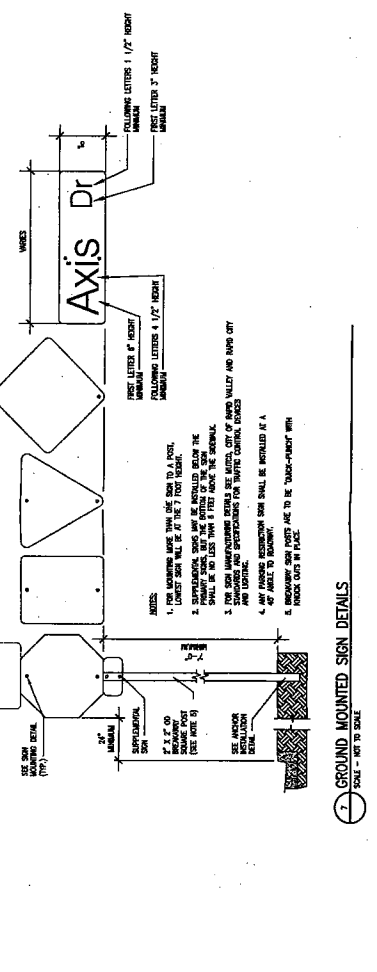 VARIES
Axis Dr
8"
FOLLOWING LETTERS 1 1/2" HEIGHT
MINIMUM
FIRST LETTER 3" HEIGHT
MINIMUM
FIRST LETTER 6" HEIGHT
MINIMUM
FOLLOWING LETTERS 4 1/2" HEIGHT
MINIMUM
SEE SIGN
MOUNTING DETAIL
(TYP.)
24"
MINIMUM
SUPPLEMENTAL
SIGN
2" X 2" OD
BREAKAWAY
SQUARE POST
(SEE NOTE 5)
7'-0"
MINIMUM
SEE ANCHOR
INSTALLATION
DETAIL
NOTES:
1. FOR MOUNTING MORE THAN ONE SIGN TO A POST,
LOWEST SIGN WILL BE AT THE 7 FOOT HEIGHT.
2. SUPPLEMENTAL SIGNS MAY BE INSTALLED BELOW THE
PRIMARY SIGNS, BUT THE BOTTOM OF THE SIGN
SHALL BE NO LESS THAN 6 FEET ABOVE THE SIDEWALK.
3. FOR SIGN MANUFACTURING DETAILS SEE MUTCD, CITY OF RAPID VALLEY AND RAPID CITY
STANDARDS AND SPECIFICATIONS FOR TRAFFIC CONTROL DEVICES
AND LIGHTING.
4. ANY PARKING RESTRICTION SIGN SHALL BE INSTALLED AT A
45° ANGLE TO ROADWAY.
5. BREAKAWAY SIGN POSTS ARE TO BE "QUICK-PUNCH" WITH
KNOCK OUTS IN PLACE.
7 GROUND MOUNTED SIGN DETAILS
SCALE - NOT TO SCALE